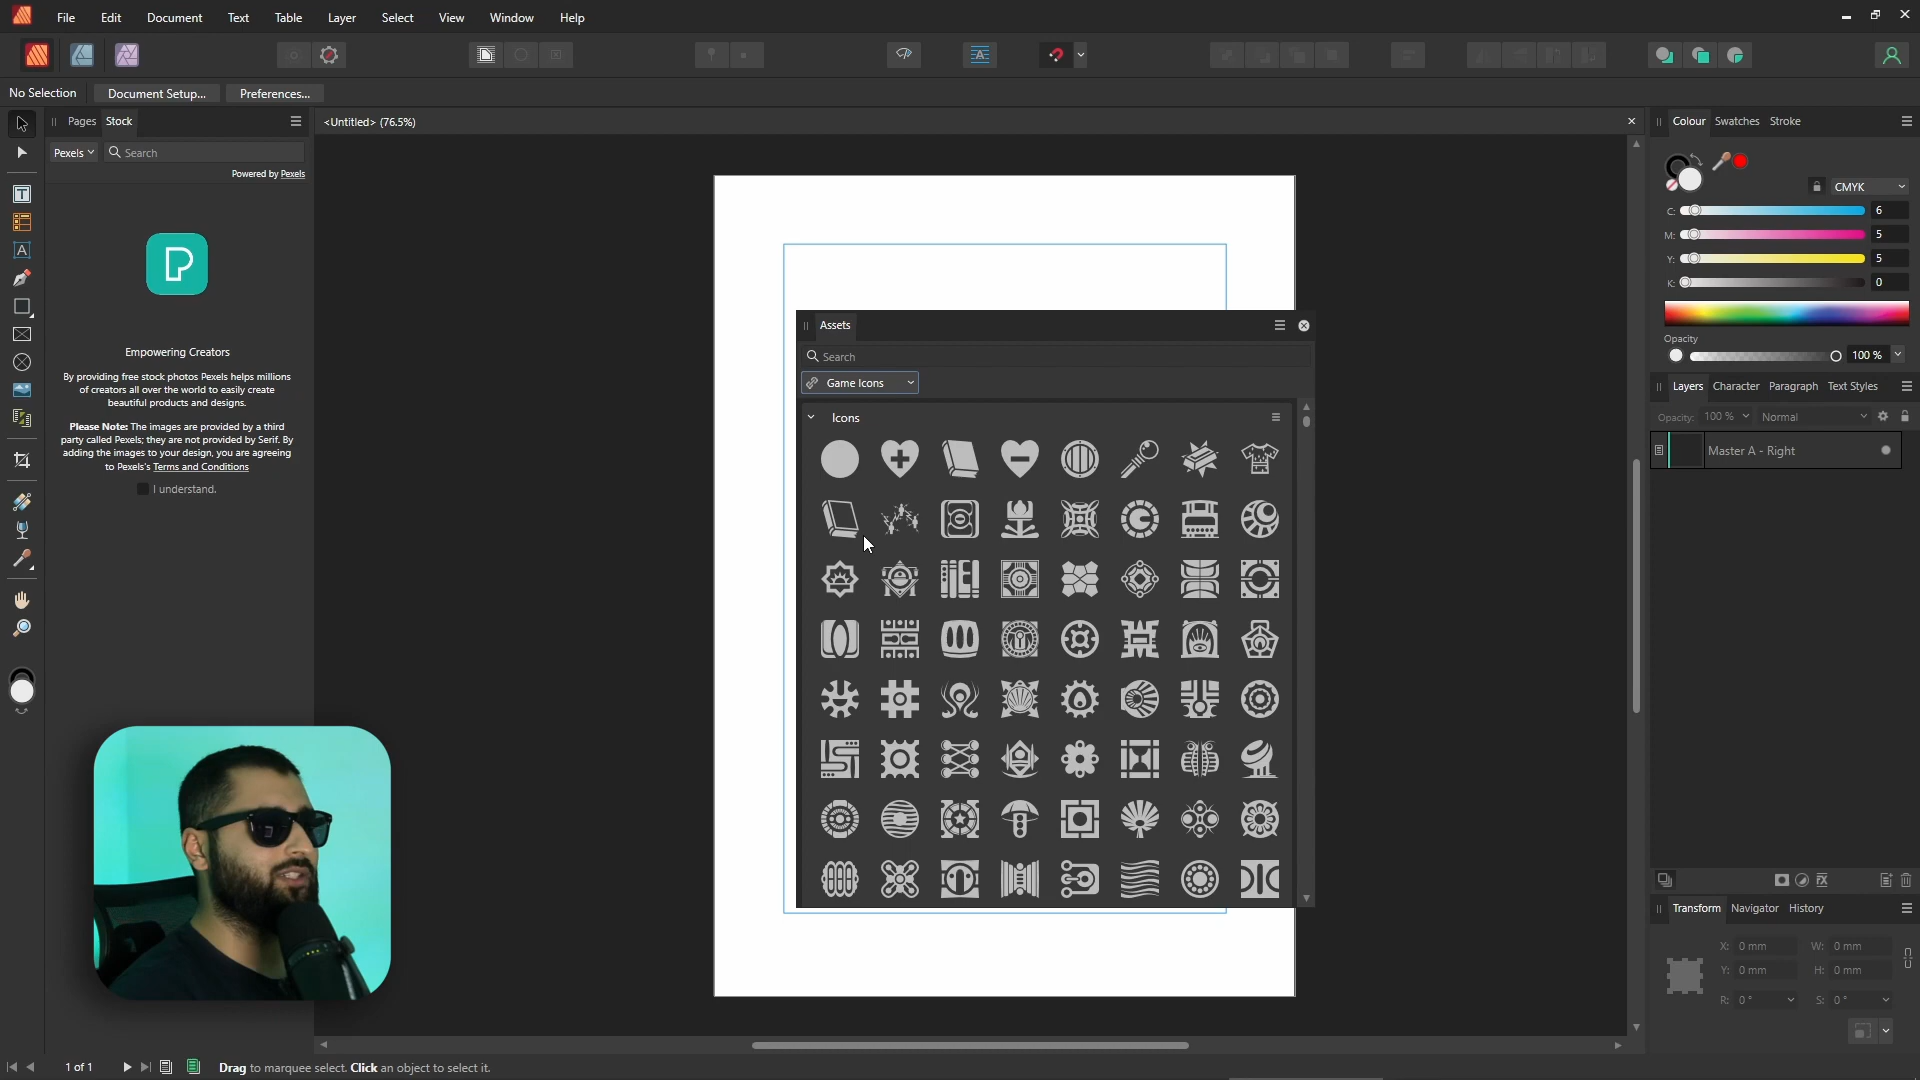 File Edit Document Text Table Layer Select View Window Help
No Selection Document Setup... Preferences...
Pages Stock
<Untitled> (76.5%)
Colour Swatches Stroke
Pexels Search
Powered by Pexels
CMYK
C: 6
M: 5
Y: 5
K: 0
Opacity
100 %
Empowering Creators
By providing free stock photos Pexels helps millions
of creators all over the world to easily create
beautiful products and designs.
Please Note: The images are provided by a third
party called Pexels; they are not provided by Serif. By
adding the images to your design, you are agreeing
to Pexels's Terms and Conditions
I understand.
Assets
Search
Game Icons
Icons
Layers Character Paragraph Text Styles
Opacity: 100 % Normal
Master A - Right
Transform Navigator History
X: 0 mm W: 0 mm
Y: 0 mm H: 0 mm
R: 0° S: 0°
1 of 1 Drag to marquee select. Click an object to select it.